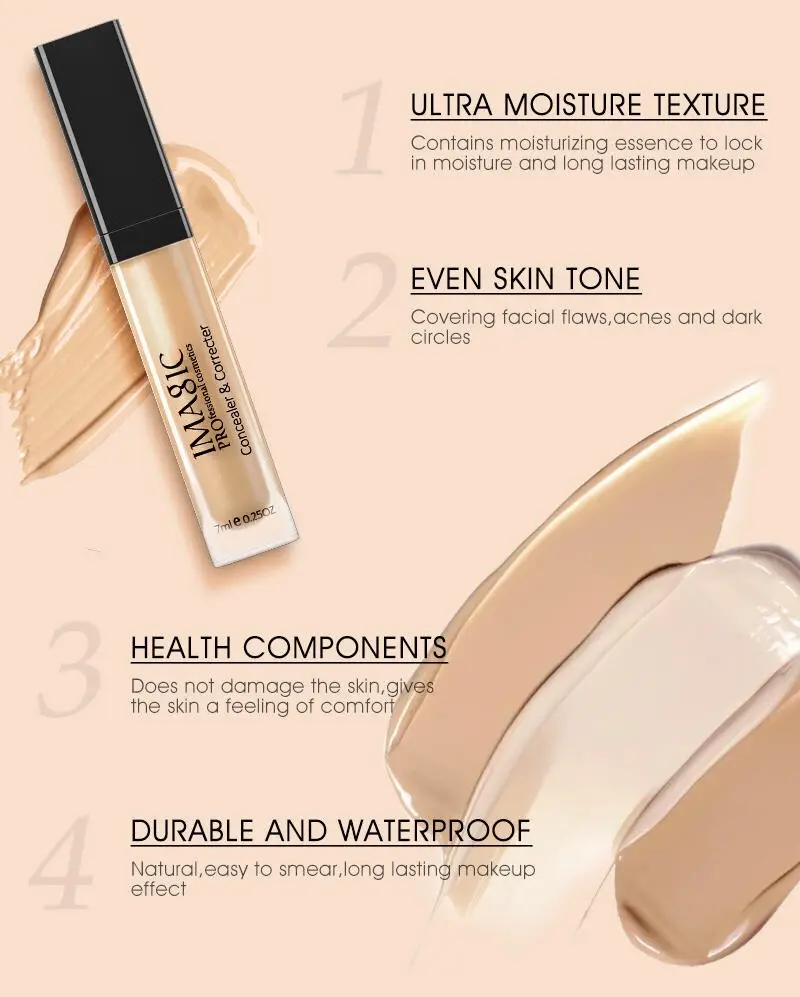 1
ULTRA MOISTURE TEXTURE
Contains moisturizing essence to lock
in moisture and long lasting makeup
2
EVEN SKIN TONE
Covering facial flaws,acnes and dark
circles
IMAGIC
PROfessional cosmetics
Concealer & Correcter
7ml e 0.25OZ
3
HEALTH COMPONENTS
Does not damage the skin,gives
the skin a feeling of comfort
4
DURABLE AND WATERPROOF
Natural,easy to smear,long lasting makeup
effect